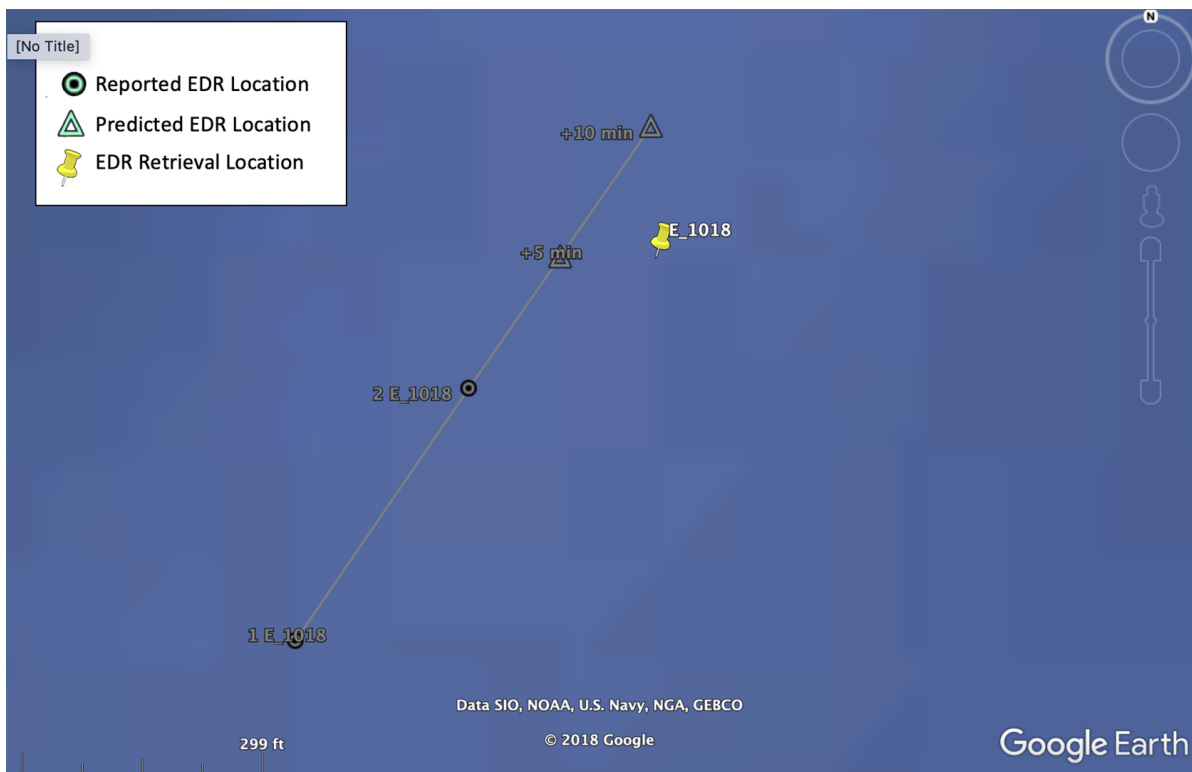 N
[No Title]
Reported EDR Location
Predicted EDR Location
EDR Retrieval Location
+10 min
E_1018
+5 min
2 E_1018
1 E_1018
Data SIO, NOAA, U.S. Navy, NGA, GEBCO
299 ft
© 2018 Google
Google Earth